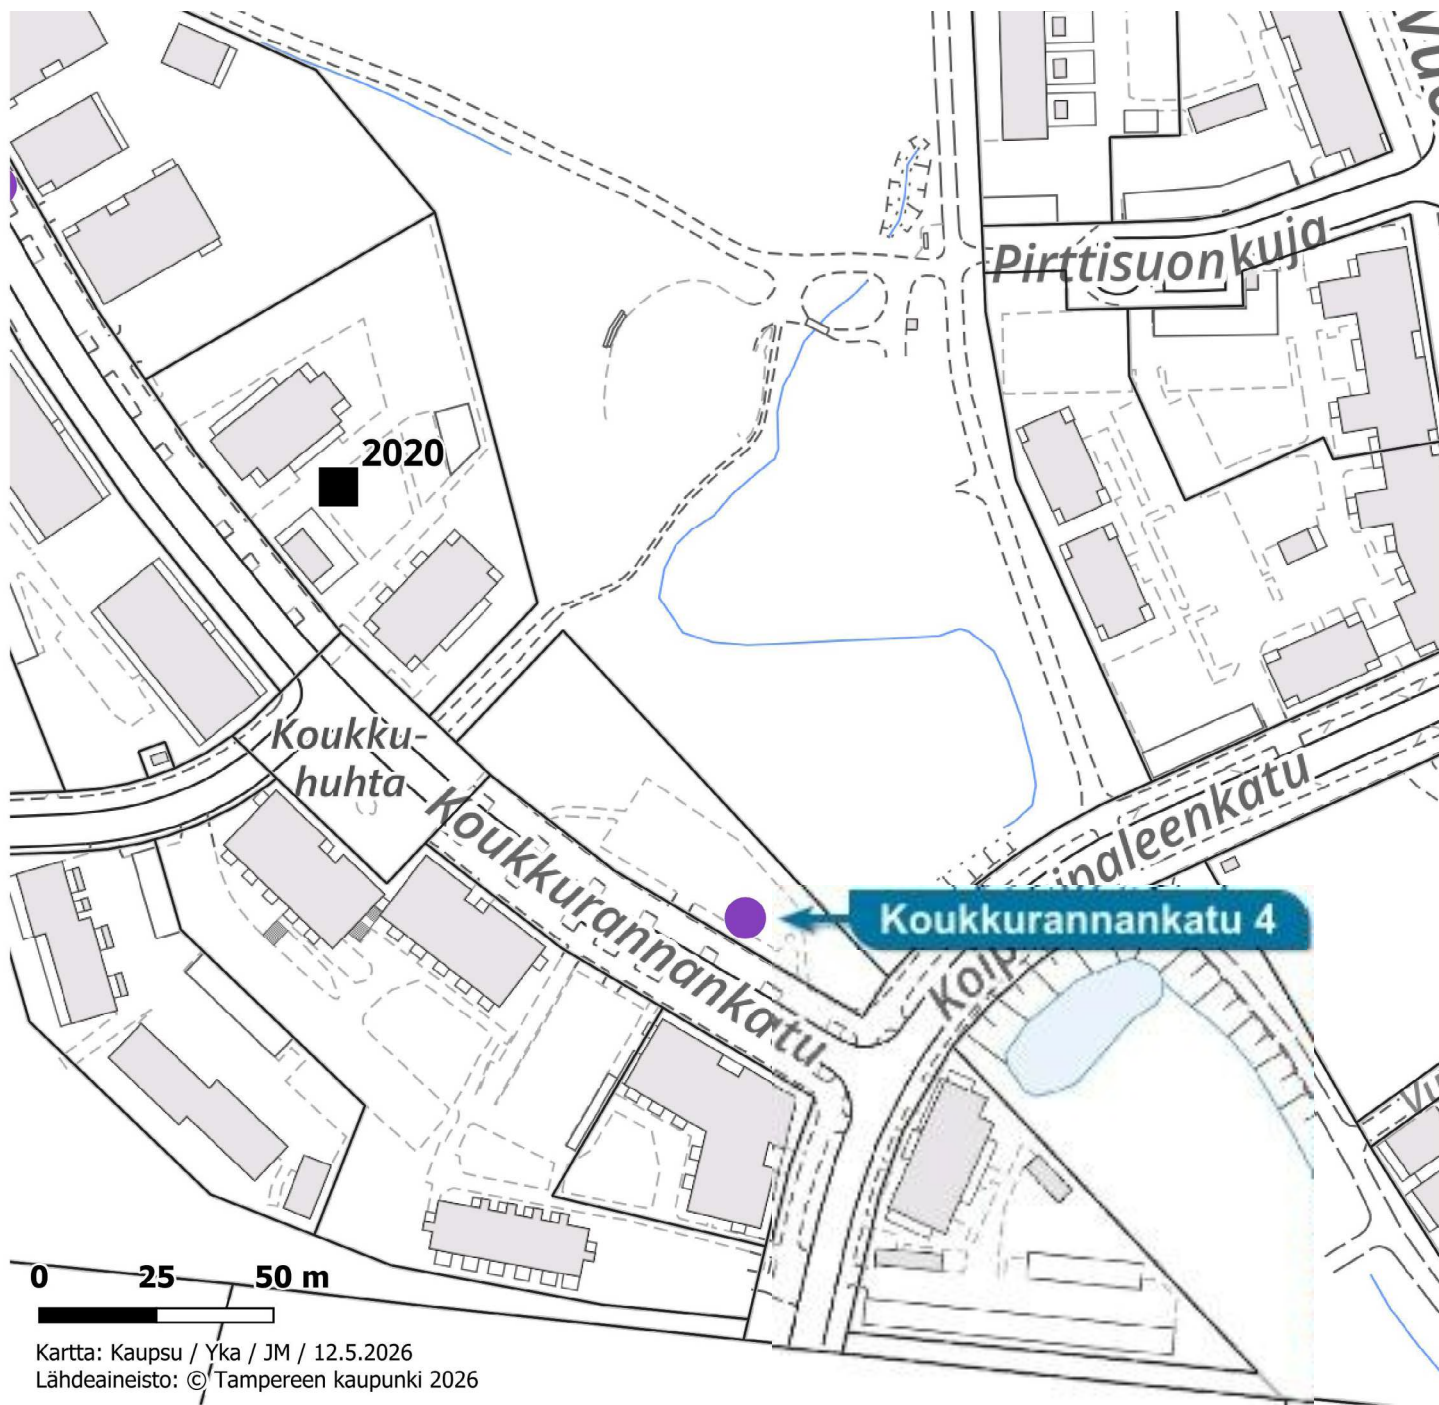 Pirttisuonkuja
2020
Koukku-
huhta
Koukkurannankatu
Koukkurannankatu 4
0 25 50 m
Kartta: Kaupsu / Yka / JM / 12.5.2026
Lähdeaineisto: © Tampereen kaupunki 2026